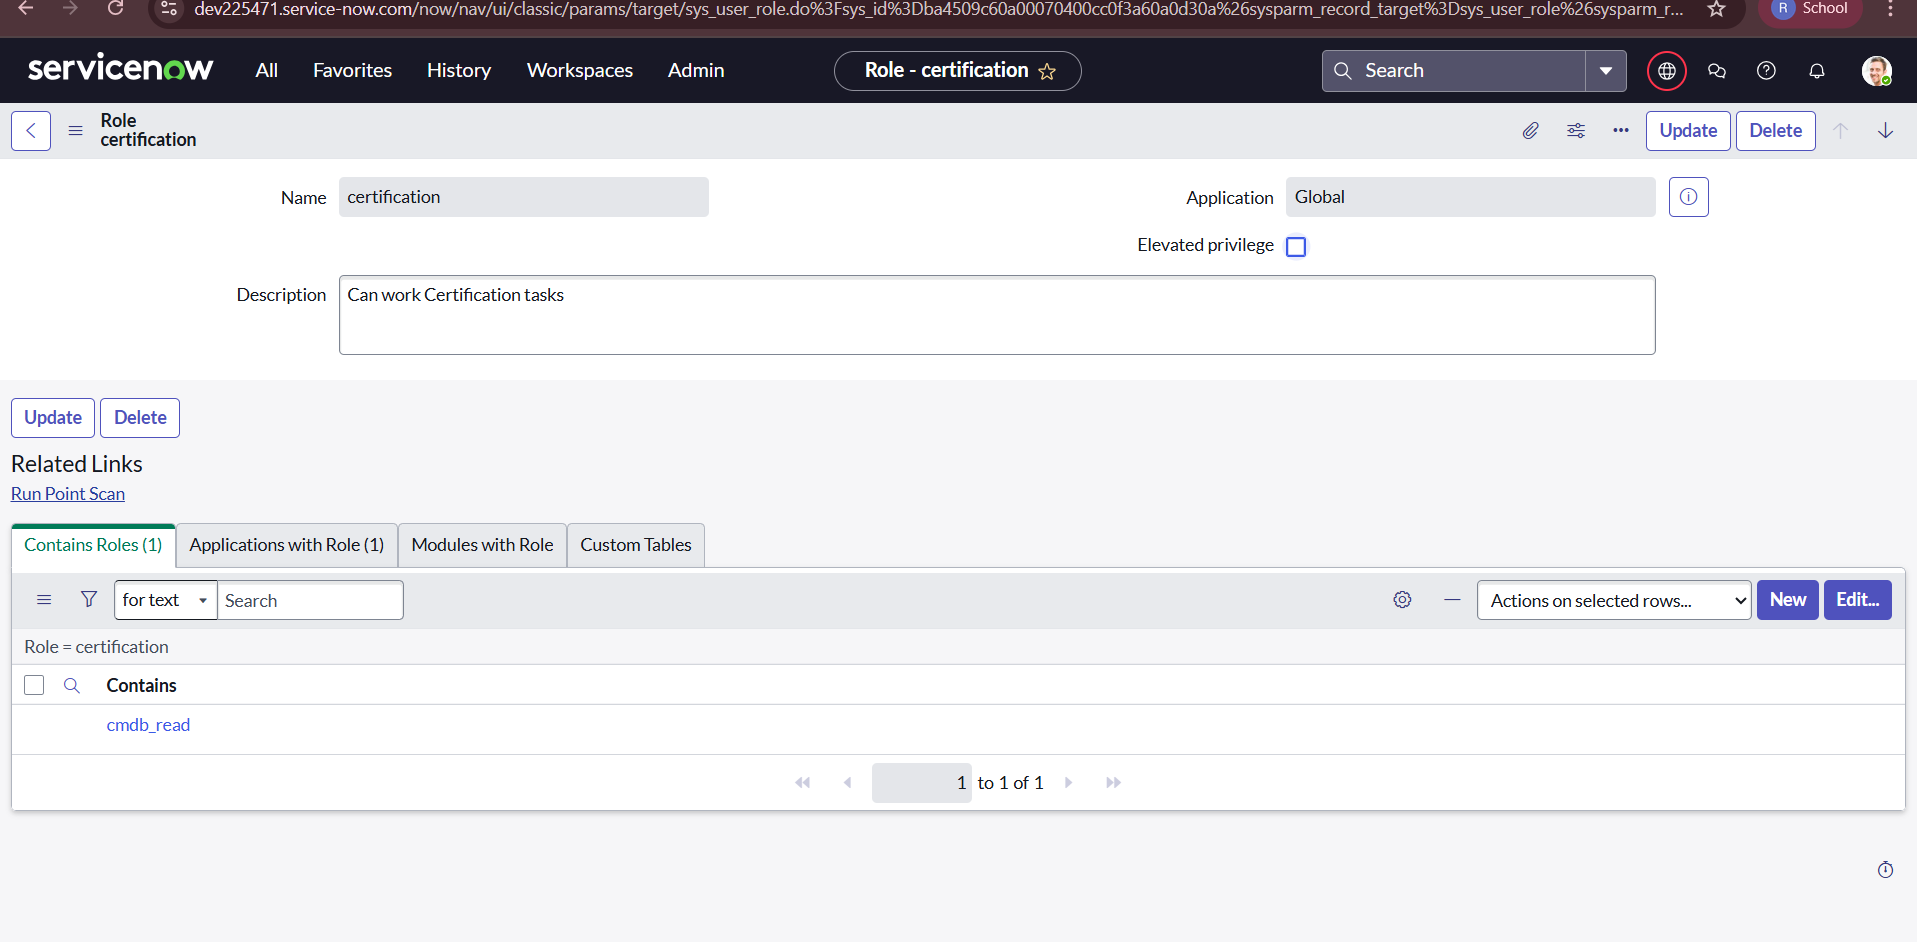 dev225471.service-now.com/now/nav/ui/classic/params/target/sys_user_role.do%3Fsys_id%3Dba4509c60a00070400cc0f3a60a0d30a%26sysparm_record_target%3Dsys_user_role%26sysparm_r... R School
servicenow All Favorites History Workspaces Admin Role - certification Search
Role
certification
Update Delete
Name certification Application Global
Elevated privilege
Description Can work Certification tasks
Update Delete
Related Links
Run Point Scan
Contains Roles (1) Applications with Role (1) Modules with Role Custom Tables
for text Search Actions on selected rows... New Edit...
Role = certification
Contains
cmdb_read
1 to 1 of 1